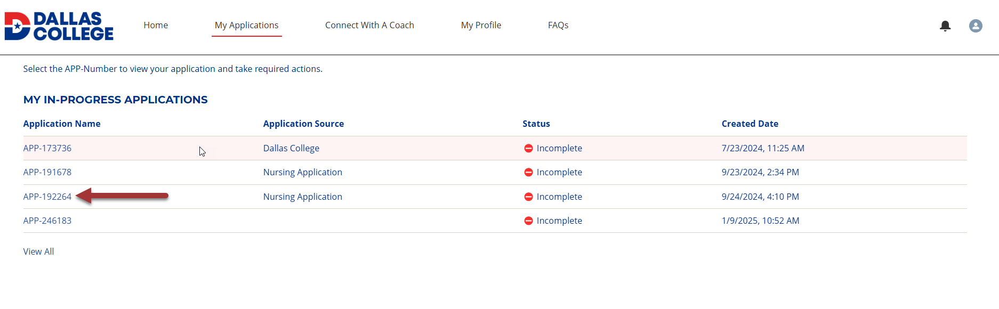 DALLAS COLLEGE Home My Applications Connect With A Coach My Profile FAQs
Select the APP-Number to view your application and take required actions.
MY IN-PROGRESS APPLICATIONS
Application Name Application Source Status Created Date
APP-173736 Dallas College Incomplete 7/23/2024, 11:25 AM
APP-191678 Nursing Application Incomplete 9/23/2024, 2:34 PM
APP-192264 Nursing Application Incomplete 9/24/2024, 4:10 PM
APP-246183 Incomplete 1/9/2025, 10:52 AM
View All